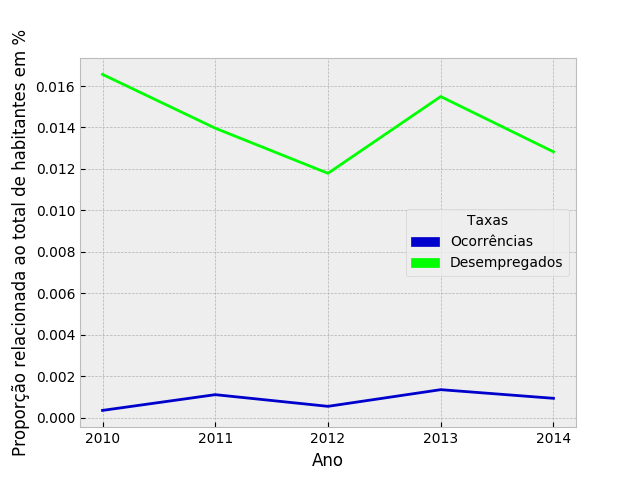 Proporção relacionada ao total de habitantes em %
0.016
0.014
0.012
0.010
0.008
0.006
0.004
0.002
0.000
Taxas
Ocorrências
Desempregados
2010 2011 2012 2013 2014
Ano